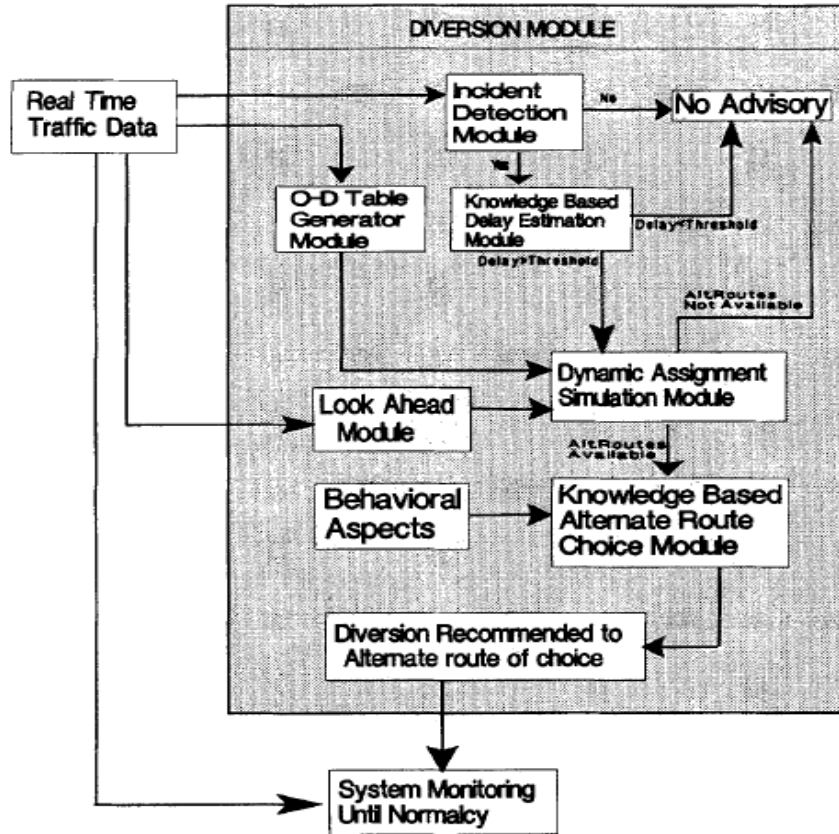 DIVERSION MODULE
Real Time
Traffic Data
Incident
Detection
Module
No
No Advisory
Yes
O-D Table
Generator
Module
Knowledge Based
Delay Estimation
Module
Delay<Threshold
Delay>Threshold
AltRoutes
Not Available
Dynamic Assignment
Simulation Module
Look Ahead
Module
AltRoutes
Available
Behavioral
Aspects
Knowledge Based
Alternate Route
Choice Module
Diversion Recommended to
Alternate route of choice
System Monitoring
Until Normalcy